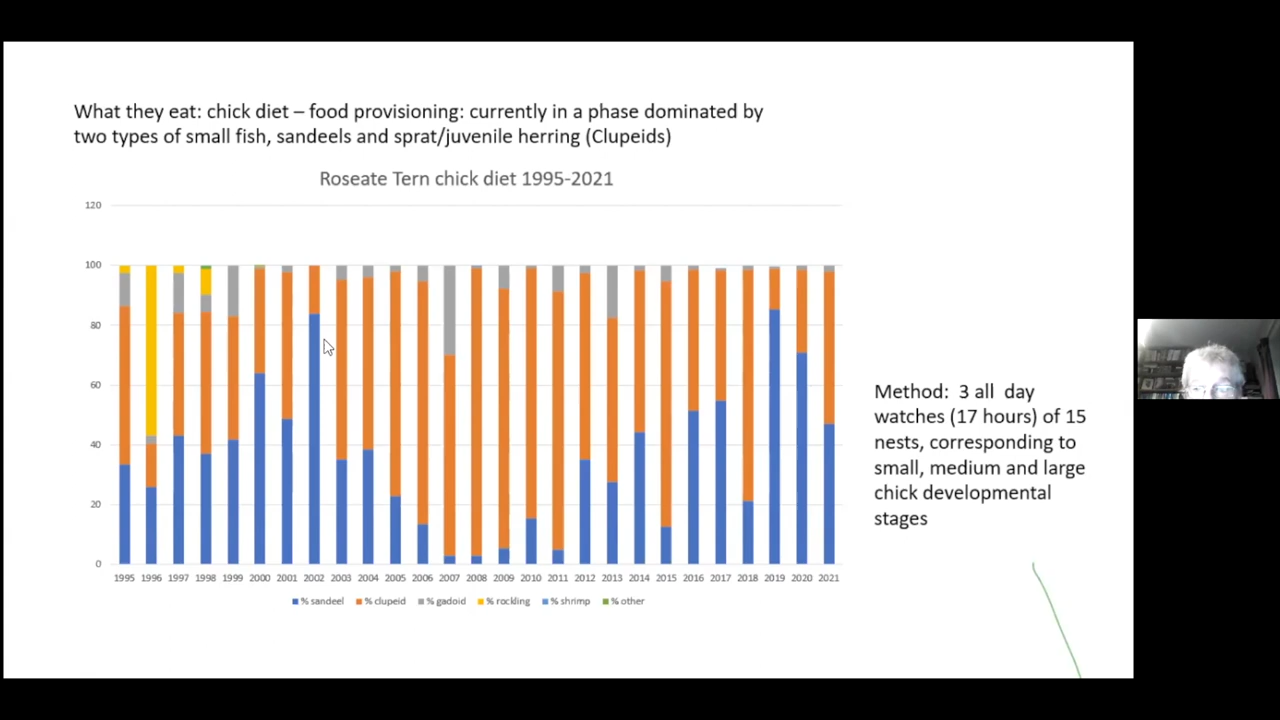 What they eat: chick diet – food provisioning: currently in a phase dominated by
two types of small fish, sandeels and sprat/juvenile herring (Clupeids)
Roseate Tern chick diet 1995-2021
120
100
80
60
40
20
0
1995 1996 1997 1998 1999 2000 2001 2002 2003 2004 2005 2006 2007 2008 2009 2010 2011 2012 2013 2014 2015 2016 2017 2018 2019 2020 2021
% sandeel % clupeid % gadoid % rockling % shrimp % other
Method: 3 all day
watches (17 hours) of 15
nests, corresponding to
small, medium and large
chick developmental
stages